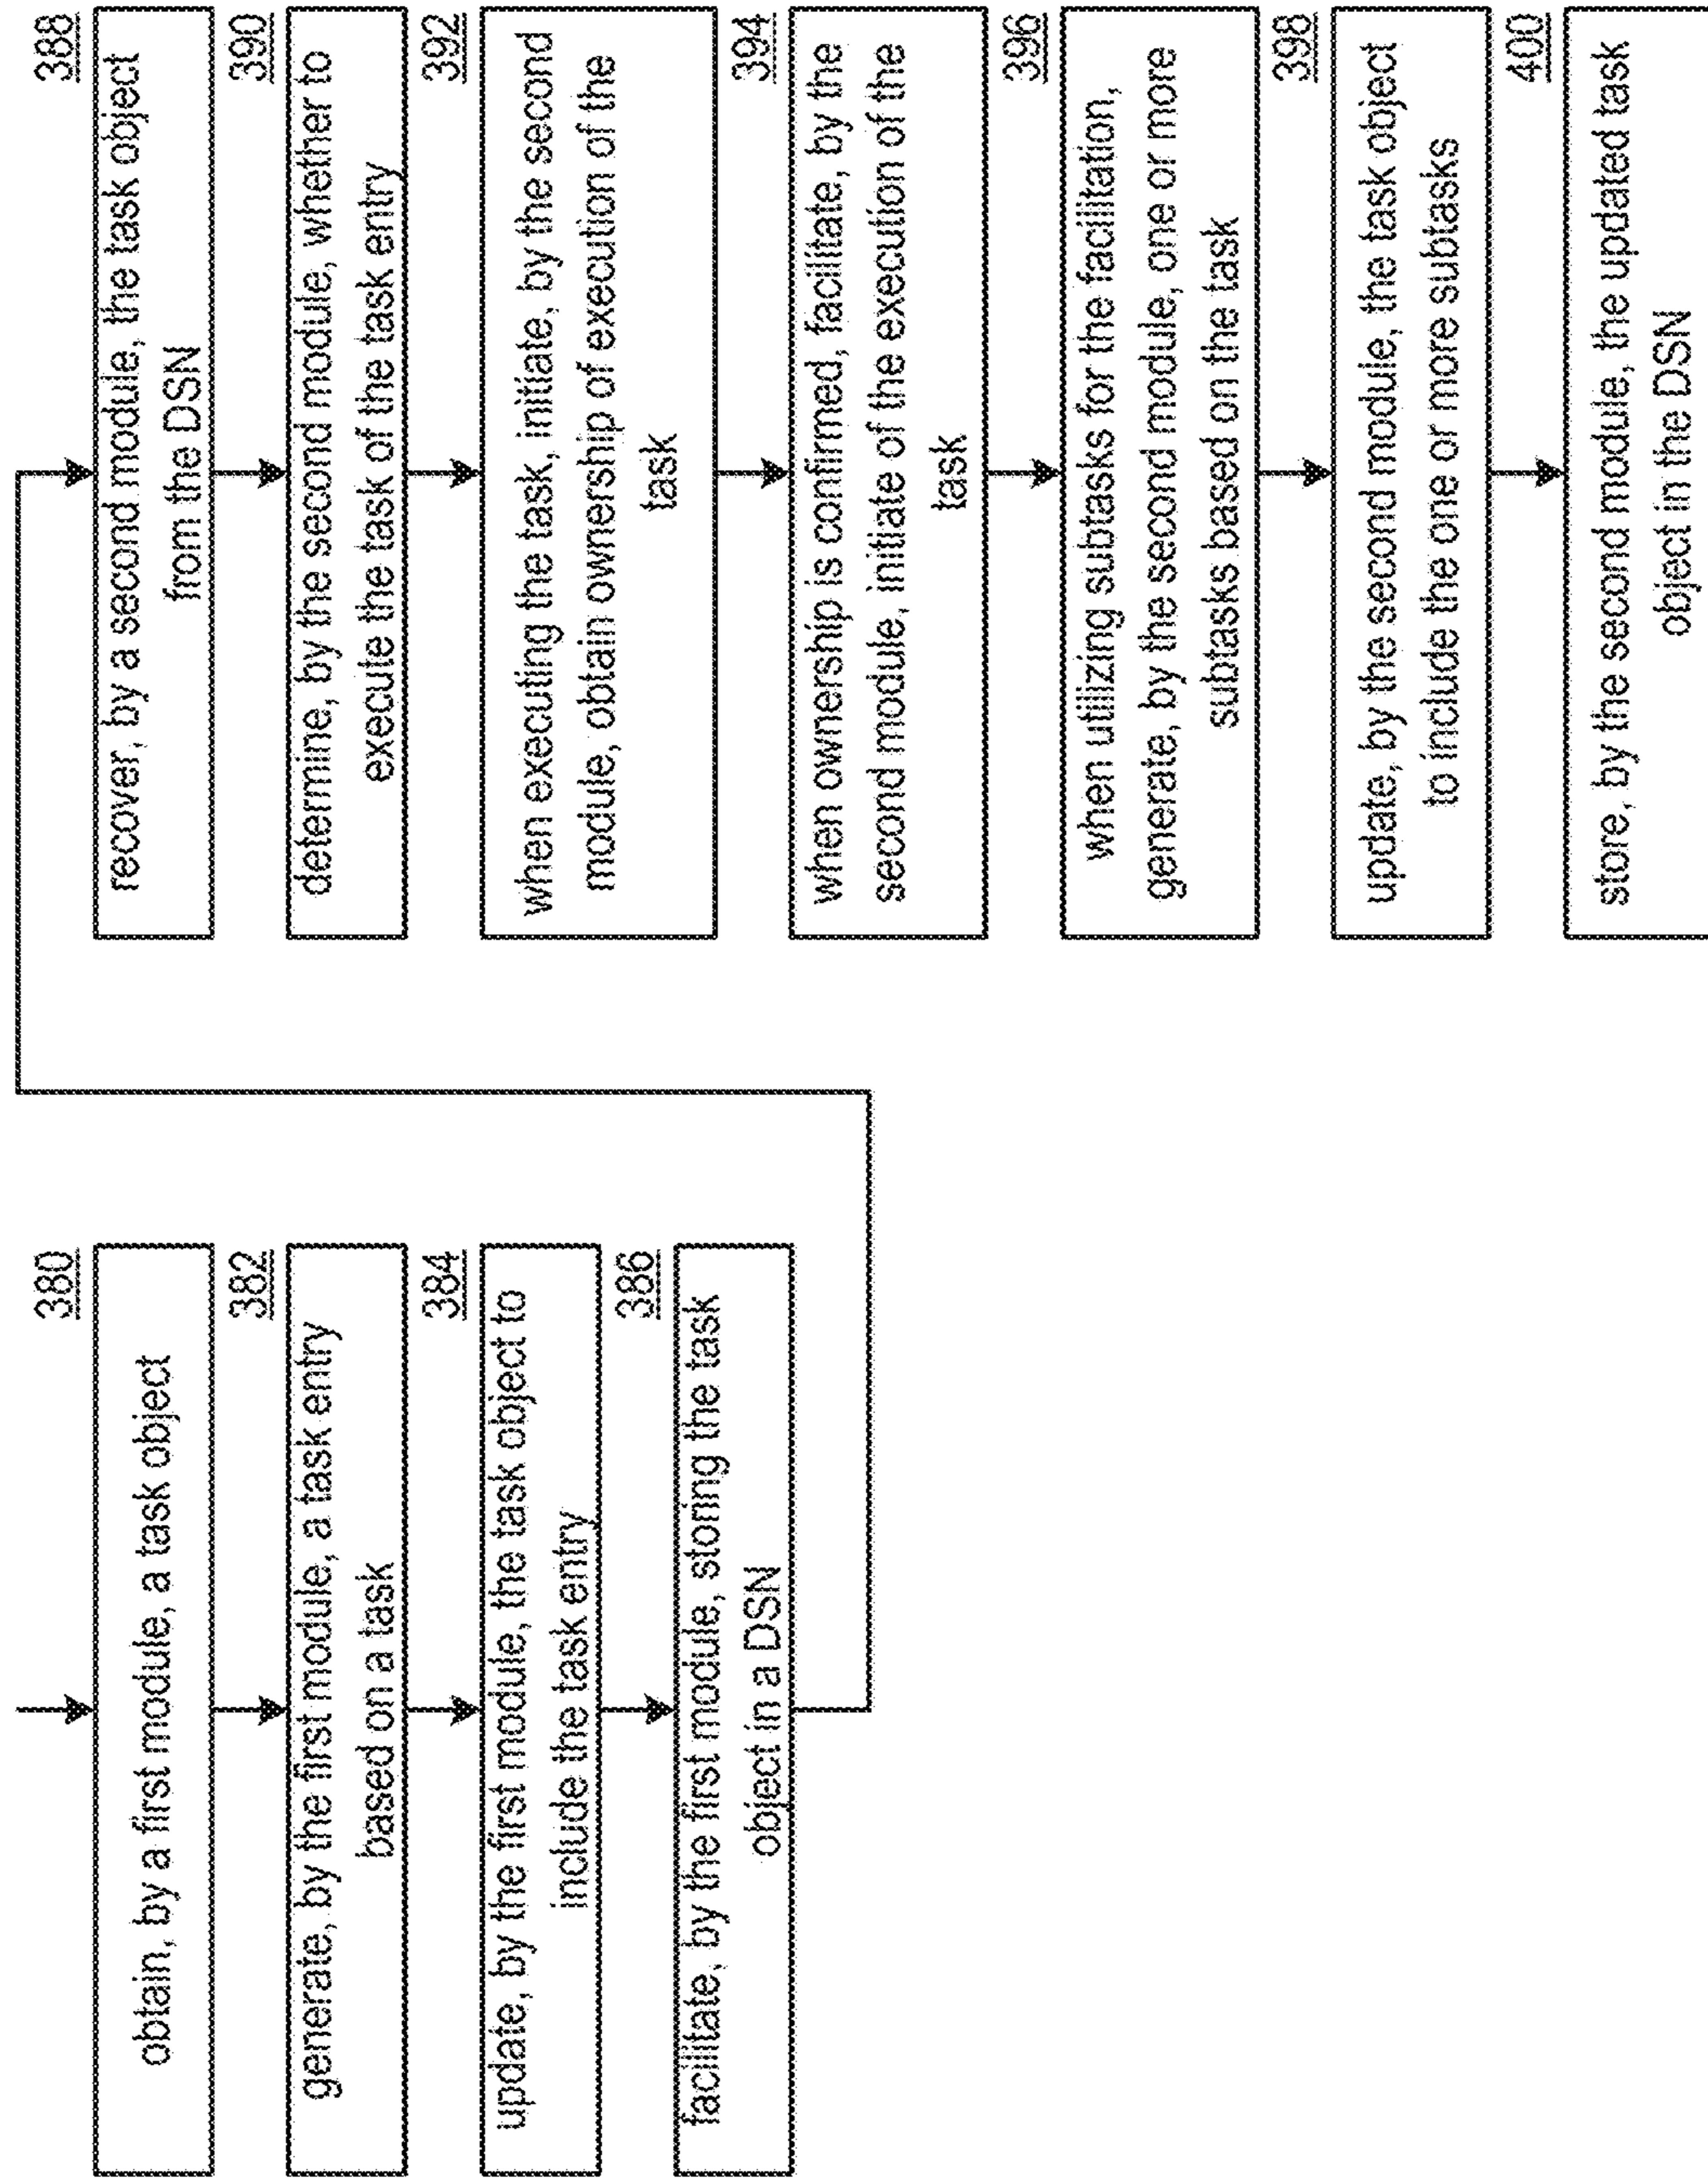 380
obtain, by a first module, a task object
382
generate, by the first module, a task entry
based on a task
384
update, by the first module, the task object to
include the task entry
386
facilitate, by the first module, storing the task
object in a DSN
388
recover, by a second module, the task object
from the DSN
390
determine, by the second module, whether to
execute the task of the task entry
392
when executing the task, initiate, by the second
module, obtain ownership of execution of the
task
394
when ownership is confirmed, facilitate, by the
second module, initiate of the execution of the
task
396
when utilizing subtasks for the facilitation,
generate, by the second module, one or more
subtasks based on the task
398
update, by the second module, the task object
to include the one or more subtasks
400
store, by the second module, the updated task
object in the DSN